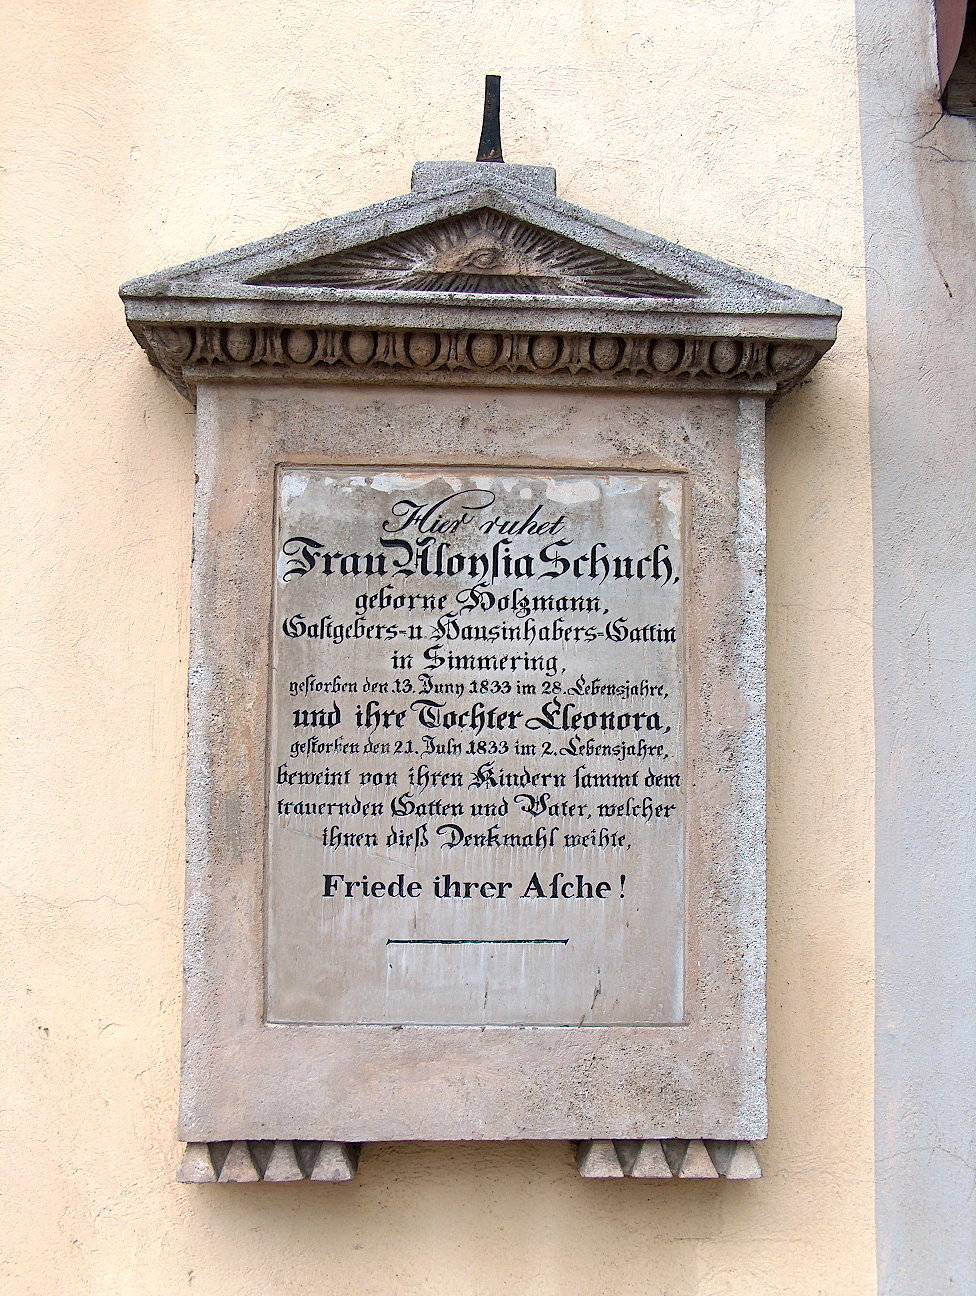 Hier ruhet
Frau Aloyſia Schuch,
geborne Holzmann,
Gaſtgebers-u Hausinhabers-Gattin
in Simmering,
geſtorben den 13. Juny 1833 im 28. Lebensjahre,
und ihre Tochter Eleonora,
geſtorben den 21. July 1833 im 2. Lebensjahre,
beweint von ihren Kindern ſammt dem
trauernden Gatten und Vater, welcher
ihnen dieß Denkmahl weihte,
Friede ihrer Aſche!